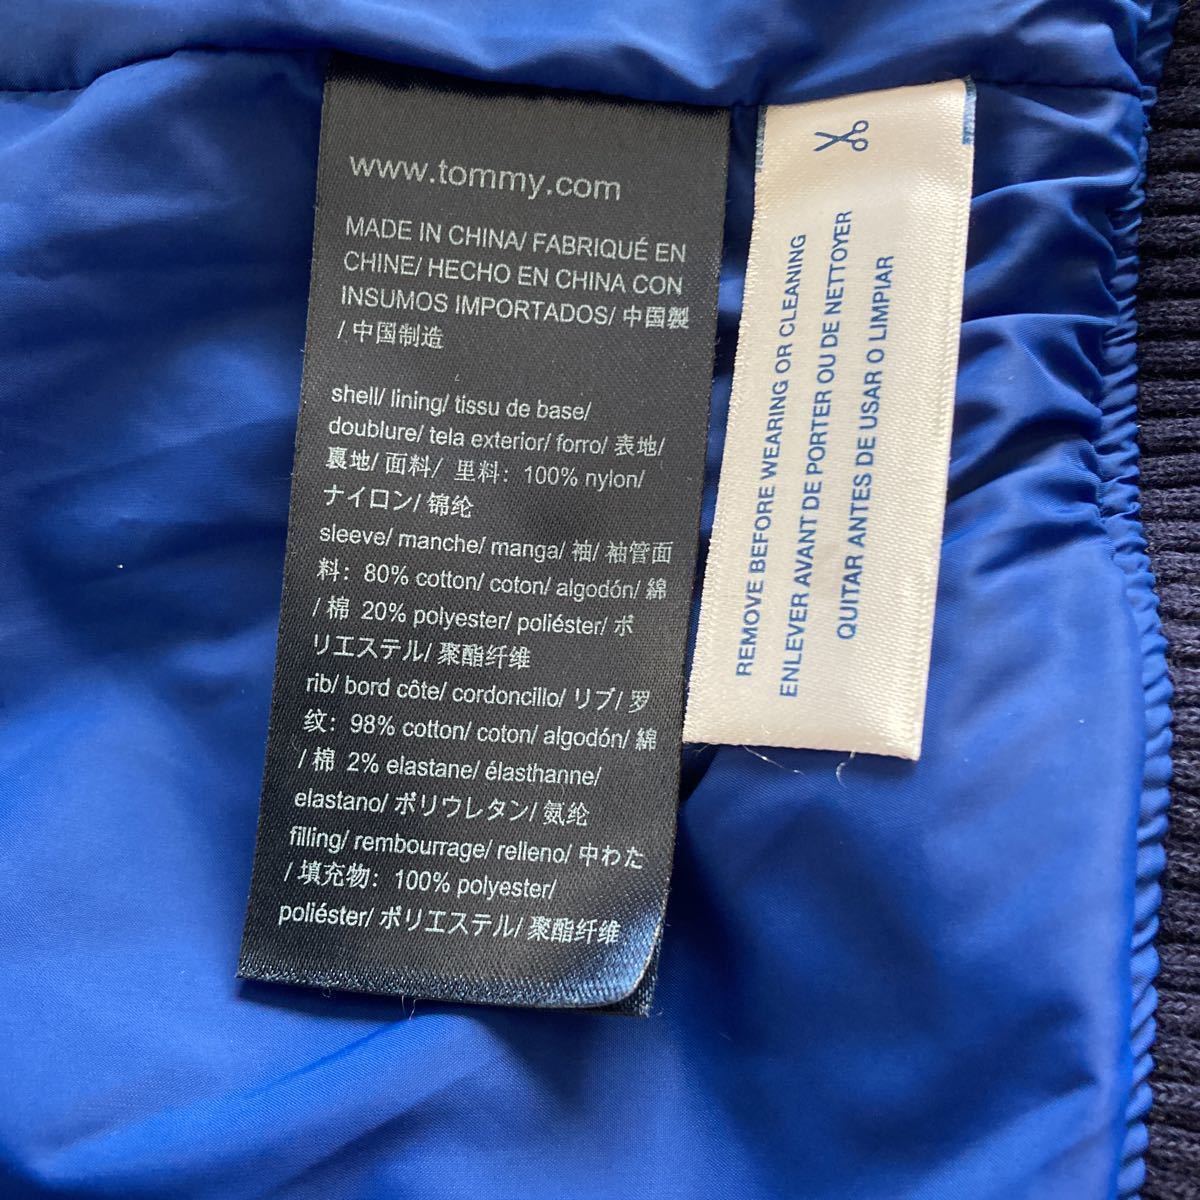 www.tommy.com
MADE IN CHINA/ FABRIQUÉ EN
CHINE/ HECHO EN CHINA CON
INSUMOS IMPORTADOS/ 中国製
/ 中国制造
shell/ lining/ tissu de base/
doublure/ tela exterior/ forro/ 表地/
裏地/ 面料/ 里料：100% nylon/
ナイロン/ 锦纶
sleeve/ manche/ manga/ 袖/ 袖管面
料：80% cotton/ coton/ algodón/ 綿
/ 棉 20% polyester/ poliéster/ ポ
リエステル/ 聚酯纤维
rib/ bord côte/ cordoncillo/ リブ/ 罗
纹：98% cotton/ coton/ algodón/ 綿
/ 棉 2% elastane/ élasthanne/
elastano/ ポリウレタン/ 氨纶
filling/ rembourrage/ relleno/ 中わた
/ 填充物：100% polyester/
poliéster/ ポリエステル/ 聚酯纤维
REMOVE BEFORE WEARING OR CLEANING
ENLEVER AVANT DE PORTER OU DE NETTOYER
QUITAR ANTES DE USAR O LIMPIAR